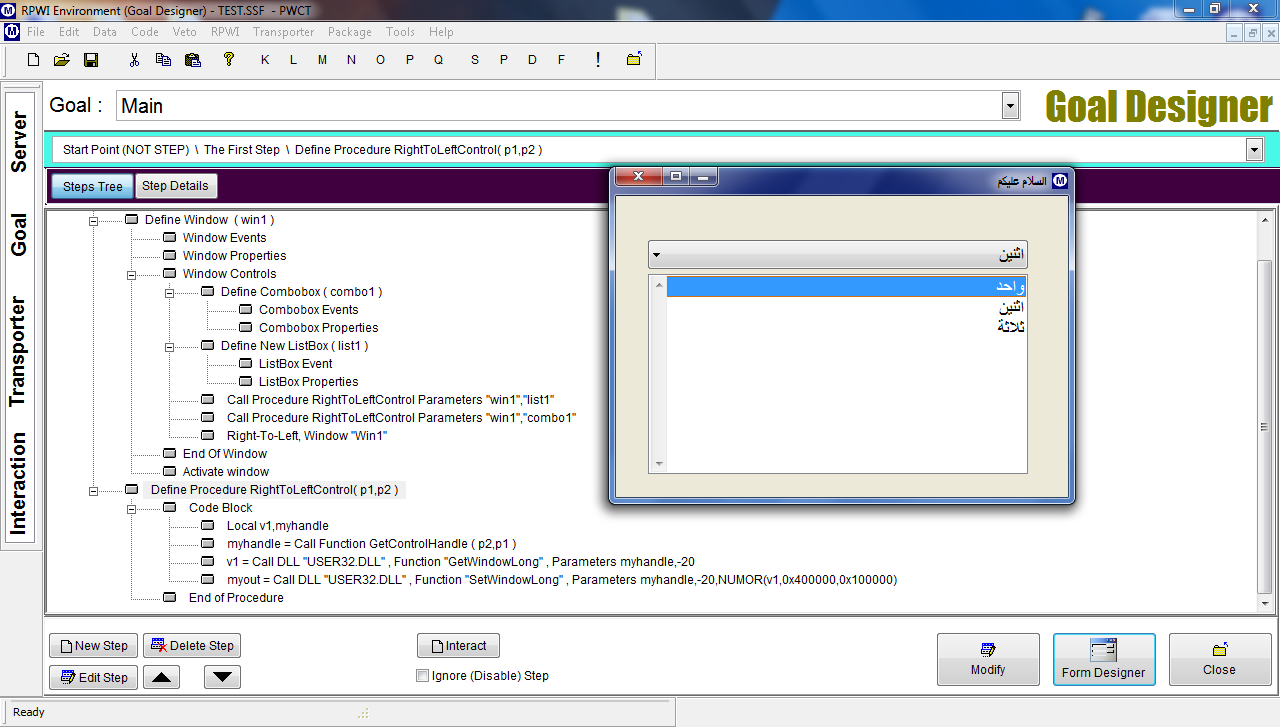 RPWI Environment (Goal Designer) - TEST.SSF - PWCT
File Edit Data Code Veto RPWI Transporter Package Tools Help
K L M N O P Q S P D F !
Goal : Main
Goal Designer
Start Point (NOT STEP) \ The First Step \ Define Procedure RightToLeftControl( p1,p2 )
Steps Tree Step Details
Server
Goal
Transporter
Interaction
Define Window ( win1 )
Window Events
Window Properties
Window Controls
Define Combobox ( combo1 )
Combobox Events
Combobox Properties
Define New ListBox ( list1 )
ListBox Event
ListBox Properties
Call Procedure RightToLeftControl Parameters "win1","list1"
Call Procedure RightToLeftControl Parameters "win1","combo1"
Right-To-Left, Window "Win1"
End Of Window
Activate window
Define Procedure RightToLeftControl( p1,p2 )
Code Block
Local v1,myhandle
myhandle = Call Function GetControlHandle ( p2,p1 )
v1 = Call DLL "USER32.DLL" , Function "GetWindowLong" , Parameters myhandle,-20
myout = Call DLL "USER32.DLL" , Function "SetWindowLong" , Parameters myhandle,-20,NUMOR(v1,0x400000,0x100000)
End of Procedure
السلام عليكم
اثنين
واحد
اثنين
ثلاثة
New Step Delete Step Interact
Edit Step Ignore (Disable) Step
Modify Form Designer Close
Ready